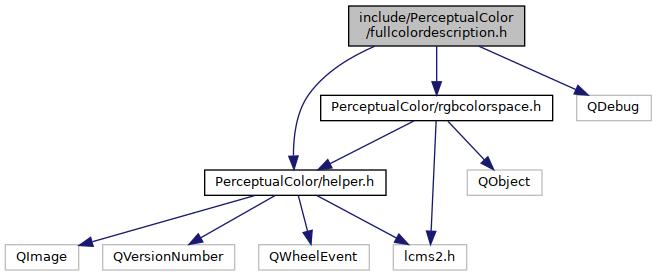 include/PerceptualColor
/fullcolordescription.h
PerceptualColor/rgbcolorspace.h
QDebug
PerceptualColor/helper.h
QObject
QImage
QVersionNumber
QWheelEvent
lcms2.h